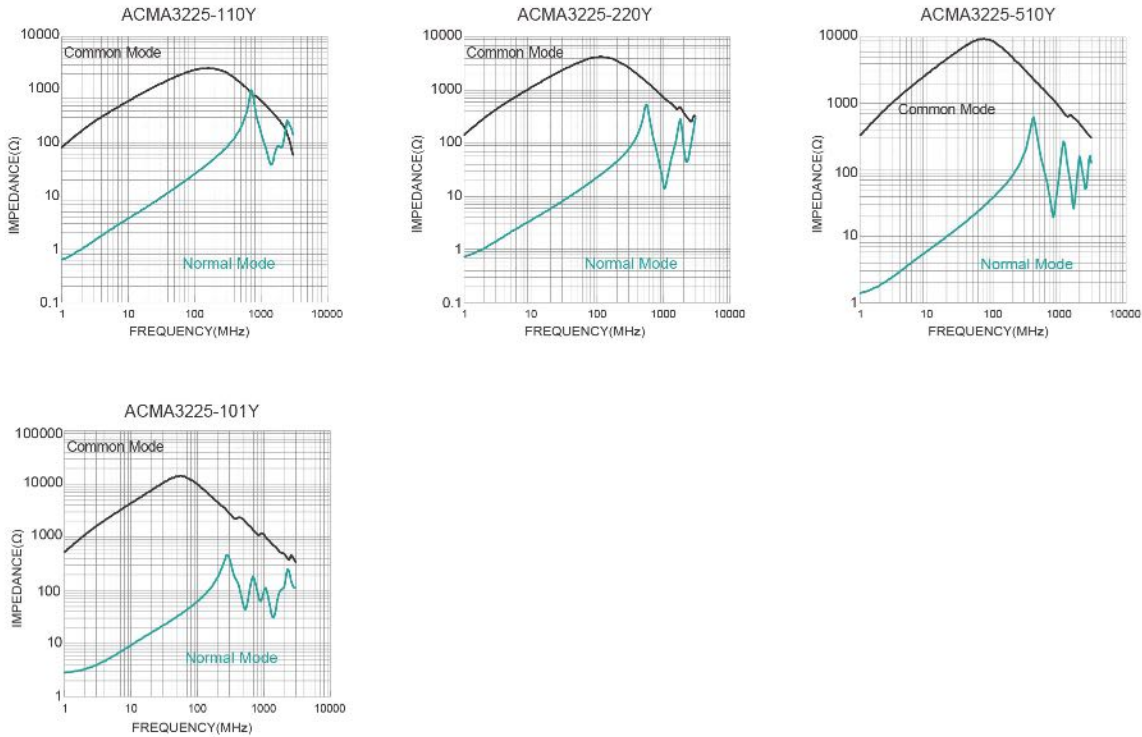 ACMA3225-110Y
10000
Common Mode
1000
100
10
1
0.1
IMPEDANCE(Ω)
Normal Mode
1 10 100 1000 10000
FREQUENCY(MHz)
ACMA3225-220Y
10000
Common Mode
1000
100
10
1
0.1
IMPEDANCE(Ω)
Normal Mode
1 10 100 1000 10000
FREQUENCY(MHz)
ACMA3225-510Y
10000
1000
Common Mode
100
10
1
IMPEDANCE(Ω)
Normal Mode
1 10 100 1000 10000
FREQUENCY(MHz)
ACMA3225-101Y
100000
Common Mode
10000
1000
100
10
1
IMPEDANCE(Ω)
Normal Mode
1 10 100 1000 10000
FREQUENCY(MHz)